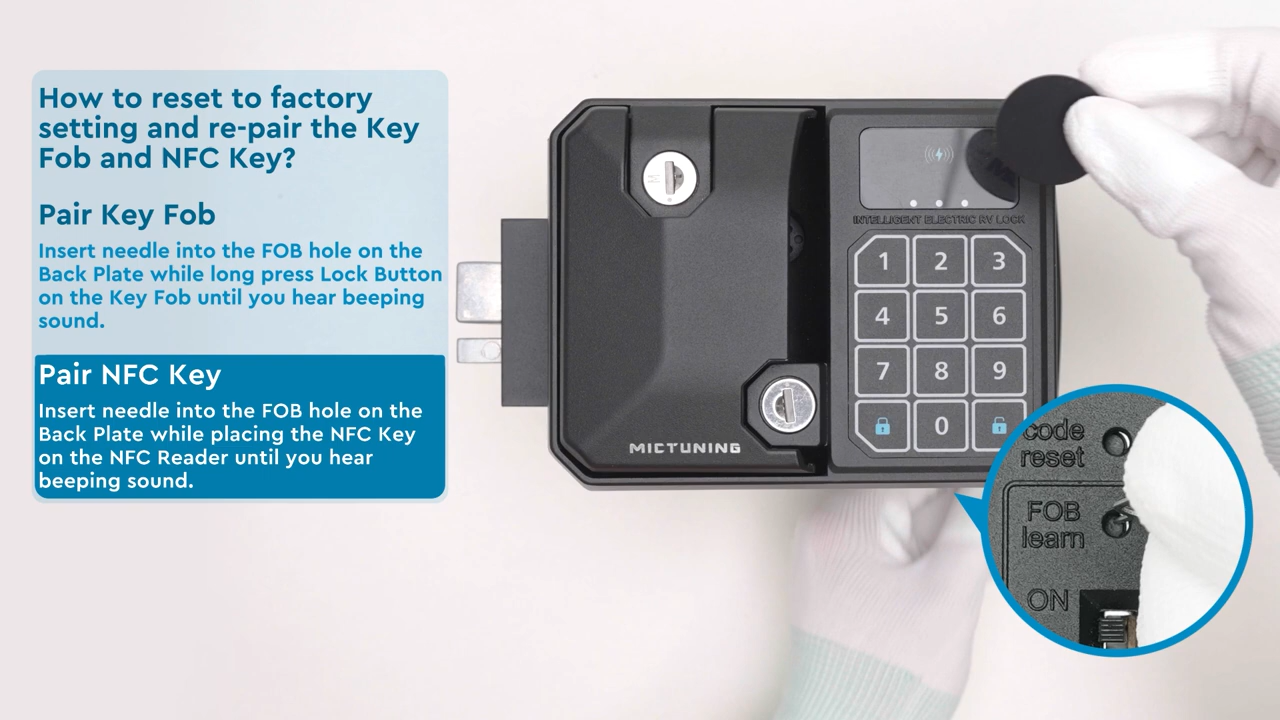 How to reset to factory
setting and re-pair the Key
Fob and NFC Key?
Pair Key Fob
Insert needle into the FOB hole on the
Back Plate while long press Lock Button
on the Key Fob until you hear beeping
sound.
Pair NFC Key
Insert needle into the FOB hole on the
Back Plate while placing the NFC Key
on the NFC Reader until you hear
beeping sound.
M
MICTUNING
INTELLIGENT ELECTRIC RV LOCK
1 2 3
4 5 6
7 8 9
0
code
reset
FOB
learn
ON